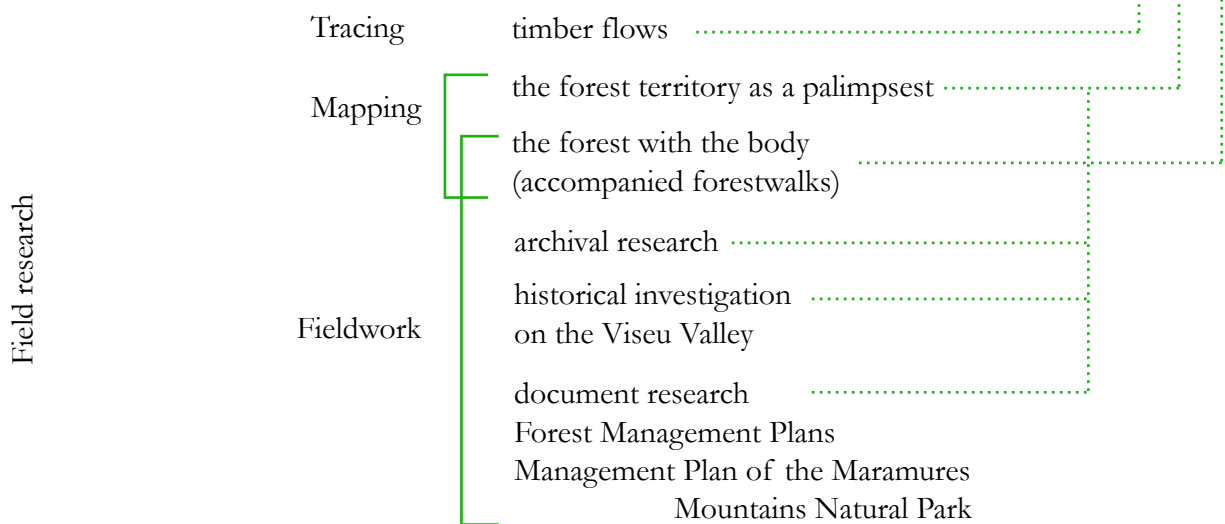 Field research
Tracing
timber flows
Mapping
the forest territory as a palimpsest
the forest with the body
(accompanied forestwalks)
Fieldwork
archival research
historical investigation
on the Viseu Valley
document research
Forest Management Plans
Management Plan of the Maramures
Mountains Natural Park